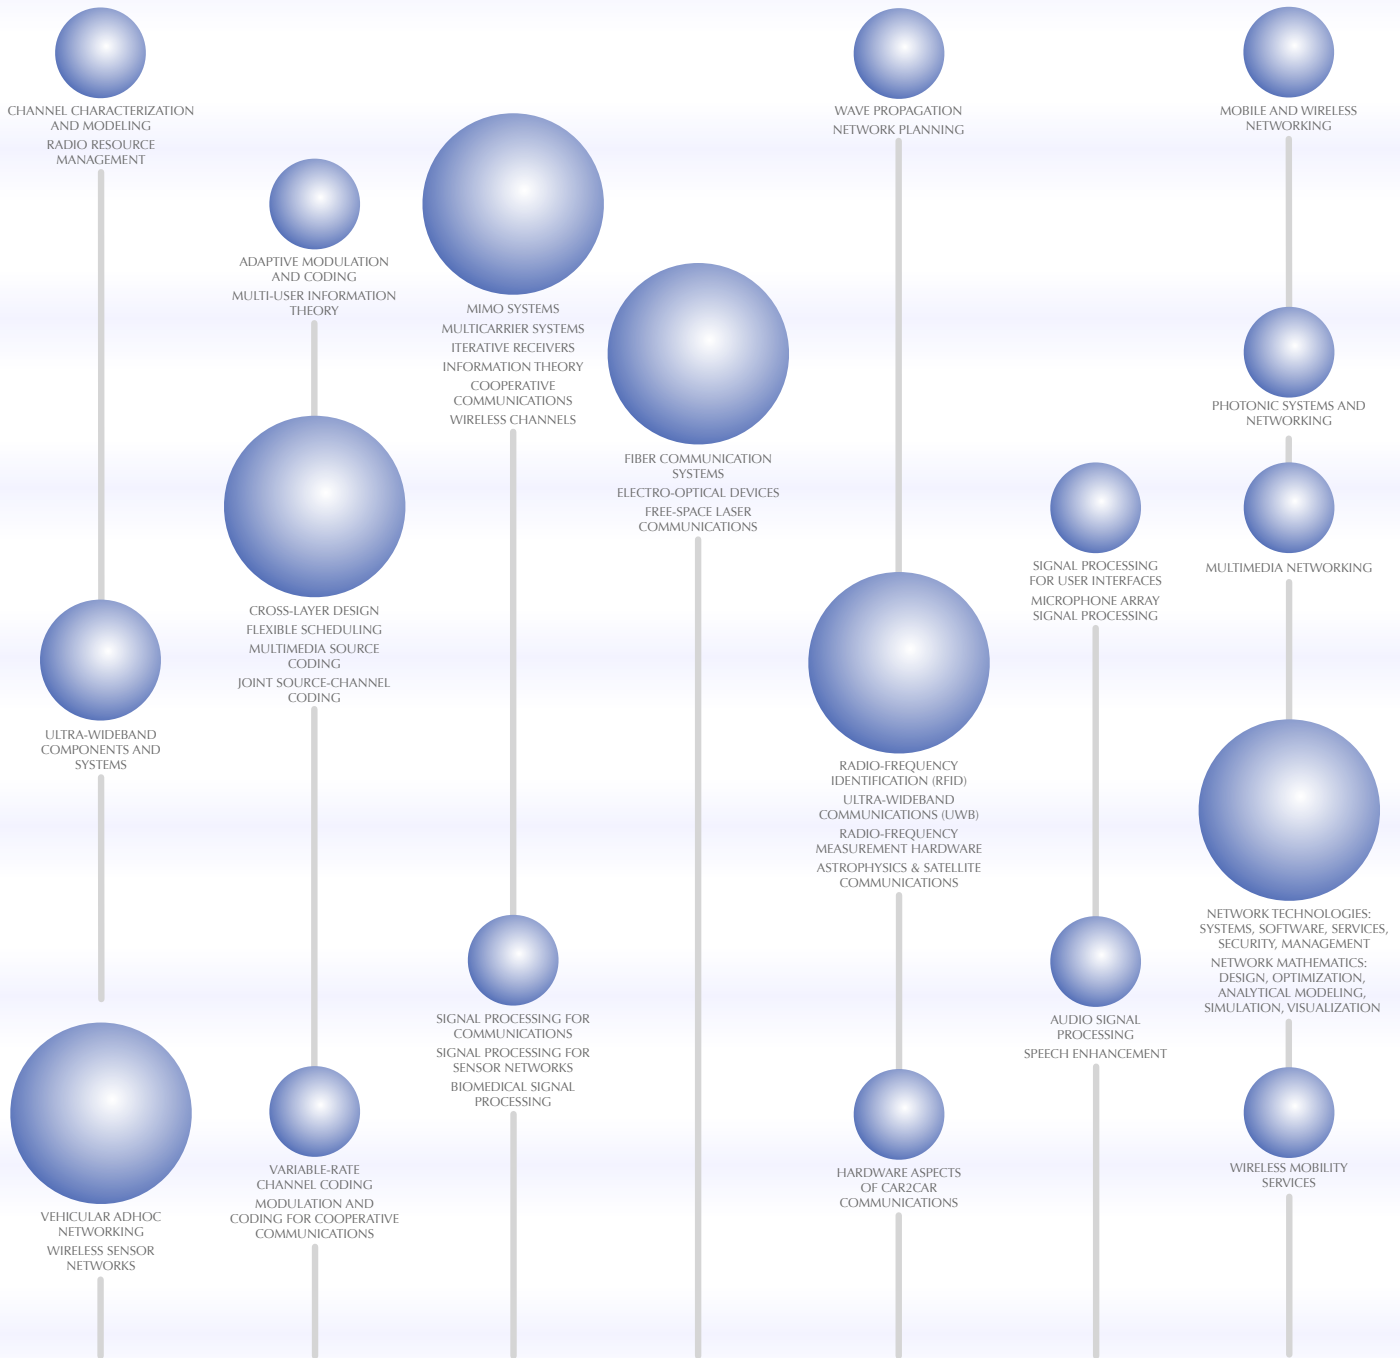 CHANNEL CHARACTERIZATION
AND MODELING
RADIO RESOURCE
MANAGEMENT
ULTRA-WIDEBAND
COMPONENTS AND
SYSTEMS
VEHICULAR ADHOC
NETWORKING
WIRELESS SENSOR
NETWORKS
ADAPTIVE MODULATION
AND CODING
MULTI-USER INFORMATION
THEORY
CROSS-LAYER DESIGN
FLEXIBLE SCHEDULING
MULTIMEDIA SOURCE
CODING
JOINT SOURCE-CHANNEL
CODING
VARIABLE-RATE
CHANNEL CODING
MODULATION AND
CODING FOR COOPERATIVE
COMMUNICATIONS
MIMO SYSTEMS
MULTICARRIER SYSTEMS
ITERATIVE RECEIVERS
INFORMATION THEORY
COOPERATIVE
COMMUNICATIONS
WIRELESS CHANNELS
SIGNAL PROCESSING FOR
COMMUNICATIONS
SIGNAL PROCESSING FOR
SENSOR NETWORKS
BIOMEDICAL SIGNAL
PROCESSING
FIBER COMMUNICATION
SYSTEMS
ELECTRO-OPTICAL DEVICES
FREE-SPACE LASER
COMMUNICATIONS
WAVE PROPAGATION
NETWORK PLANNING
RADIO-FREQUENCY
IDENTIFICATION (RFID)
ULTRA-WIDEBAND
COMMUNICATIONS (UWB)
RADIO-FREQUENCY
MEASUREMENT HARDWARE
ASTROPHYSICS & SATELLITE
COMMUNICATIONS
HARDWARE ASPECTS
OF CAR2CAR
COMMUNICATIONS
SIGNAL PROCESSING
FOR USER INTERFACES
MICROPHONE ARRAY
SIGNAL PROCESSING
AUDIO SIGNAL
PROCESSING
SPEECH ENHANCEMENT
MOBILE AND WIRELESS
NETWORKING
PHOTONIC SYSTEMS AND
NETWORKING
MULTIMEDIA NETWORKING
NETWORK TECHNOLOGIES:
SYSTEMS, SOFTWARE, SERVICES,
SECURITY, MANAGEMENT
NETWORK MATHEMATICS:
DESIGN, OPTIMIZATION,
ANALYTICAL MODELING,
SIMULATION, VISUALIZATION
WIRELESS MOBILITY
SERVICES